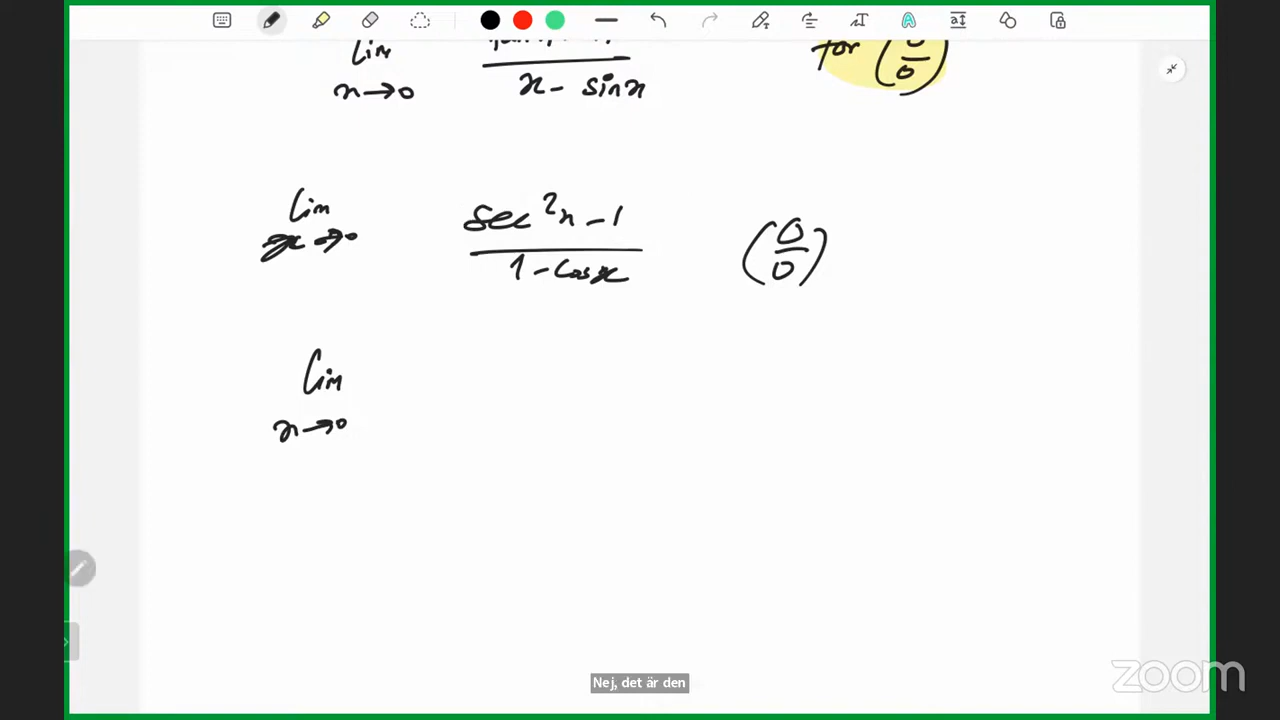 Lim
x→0
x - sinx
for (0/0)
Lim
x→0
sec²x - 1
1 - cosx
(0/0)
Lim
x→0
Nej, det är den
zoom